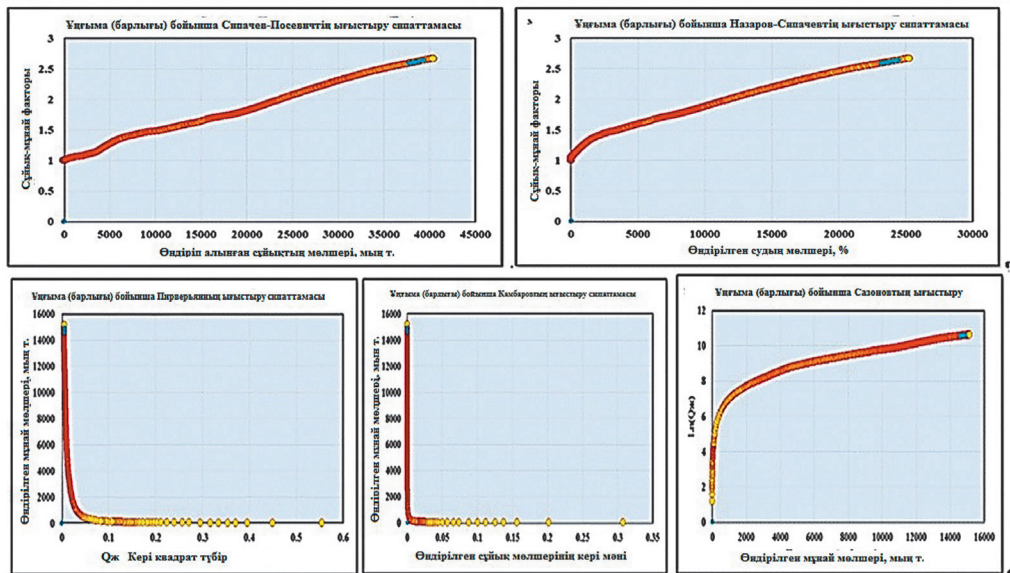 Ұңғыма (барлығы) бойынша Сипачев-Посевичтің ығыстыру сипаттамасы
3
2.5
2
1.5
1
0.5
0
Сұйық-мұнай факторы
0 5000 10000 15000 20000 25000 30000 35000 40000 45000
Өндіріп алынған сұйықтың мөлшері, мың т.
Ұңғыма (барлығы) бойынша Назаров-Сипачевтің ығыстыру сипаттамасы
3
2.5
2
1.5
1
0.5
0
Сұйық-мұнай факторы
0 5000 10000 15000 20000 25000 30000
Өндірілген судың мөлшері, %
Ұңғыма (барлығы) бойынша Пирверьянның ығыстыру сипаттамасы
16000
14000
12000
10000
8000
6000
4000
2000
0
Өндірілген мұнай мөлшері, мың т.
0 0.1 0.2 0.3 0.4 0.5 0.6
Qж Кері квадрат түбір
Ұңғыма (барлығы) бойынша Камбаровтың ығыстыру сипаттамасы
16000
14000
12000
10000
8000
6000
4000
2000
0
Өндірілген мұнай мөлшері, мың т.
0 0.05 0.1 0.15 0.2 0.25 0.3 0.35
Өндірілген сұйық мөлшерінің кері мәні
Ұңғыма (барлығы) бойынша Сазоновтың ығыстыру
12
10
8
6
4
2
0
Ln(Qж)
0 2000 4000 6000 8000 10000 12000 14000 16000
Өндірілген мұнай мөлшері, мың т.